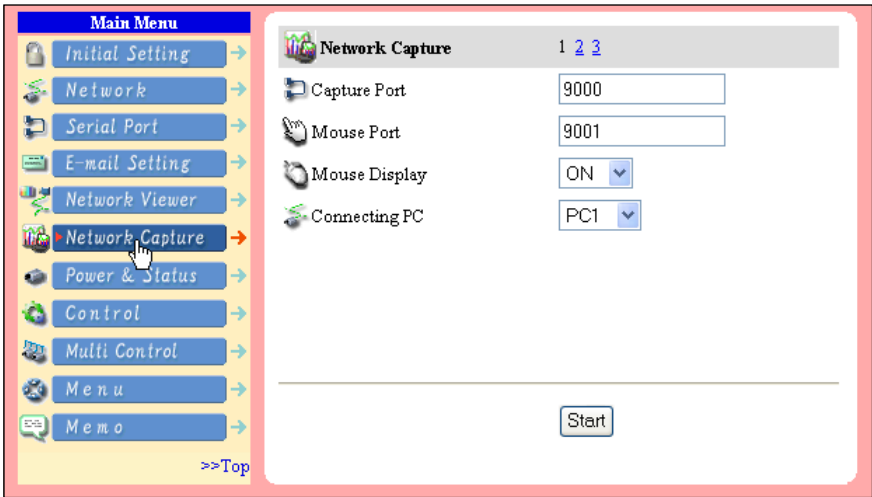 Main Menu
Initial Setting
Network
Serial Port
E-mail Setting
Network Viewer
Network Capture
Power & Status
Control
Multi Control
Menu
Memo
>>Top
Network Capture 1 2 3
Capture Port 9000
Mouse Port 9001
Mouse Display ON
Connecting PC PC1
Start